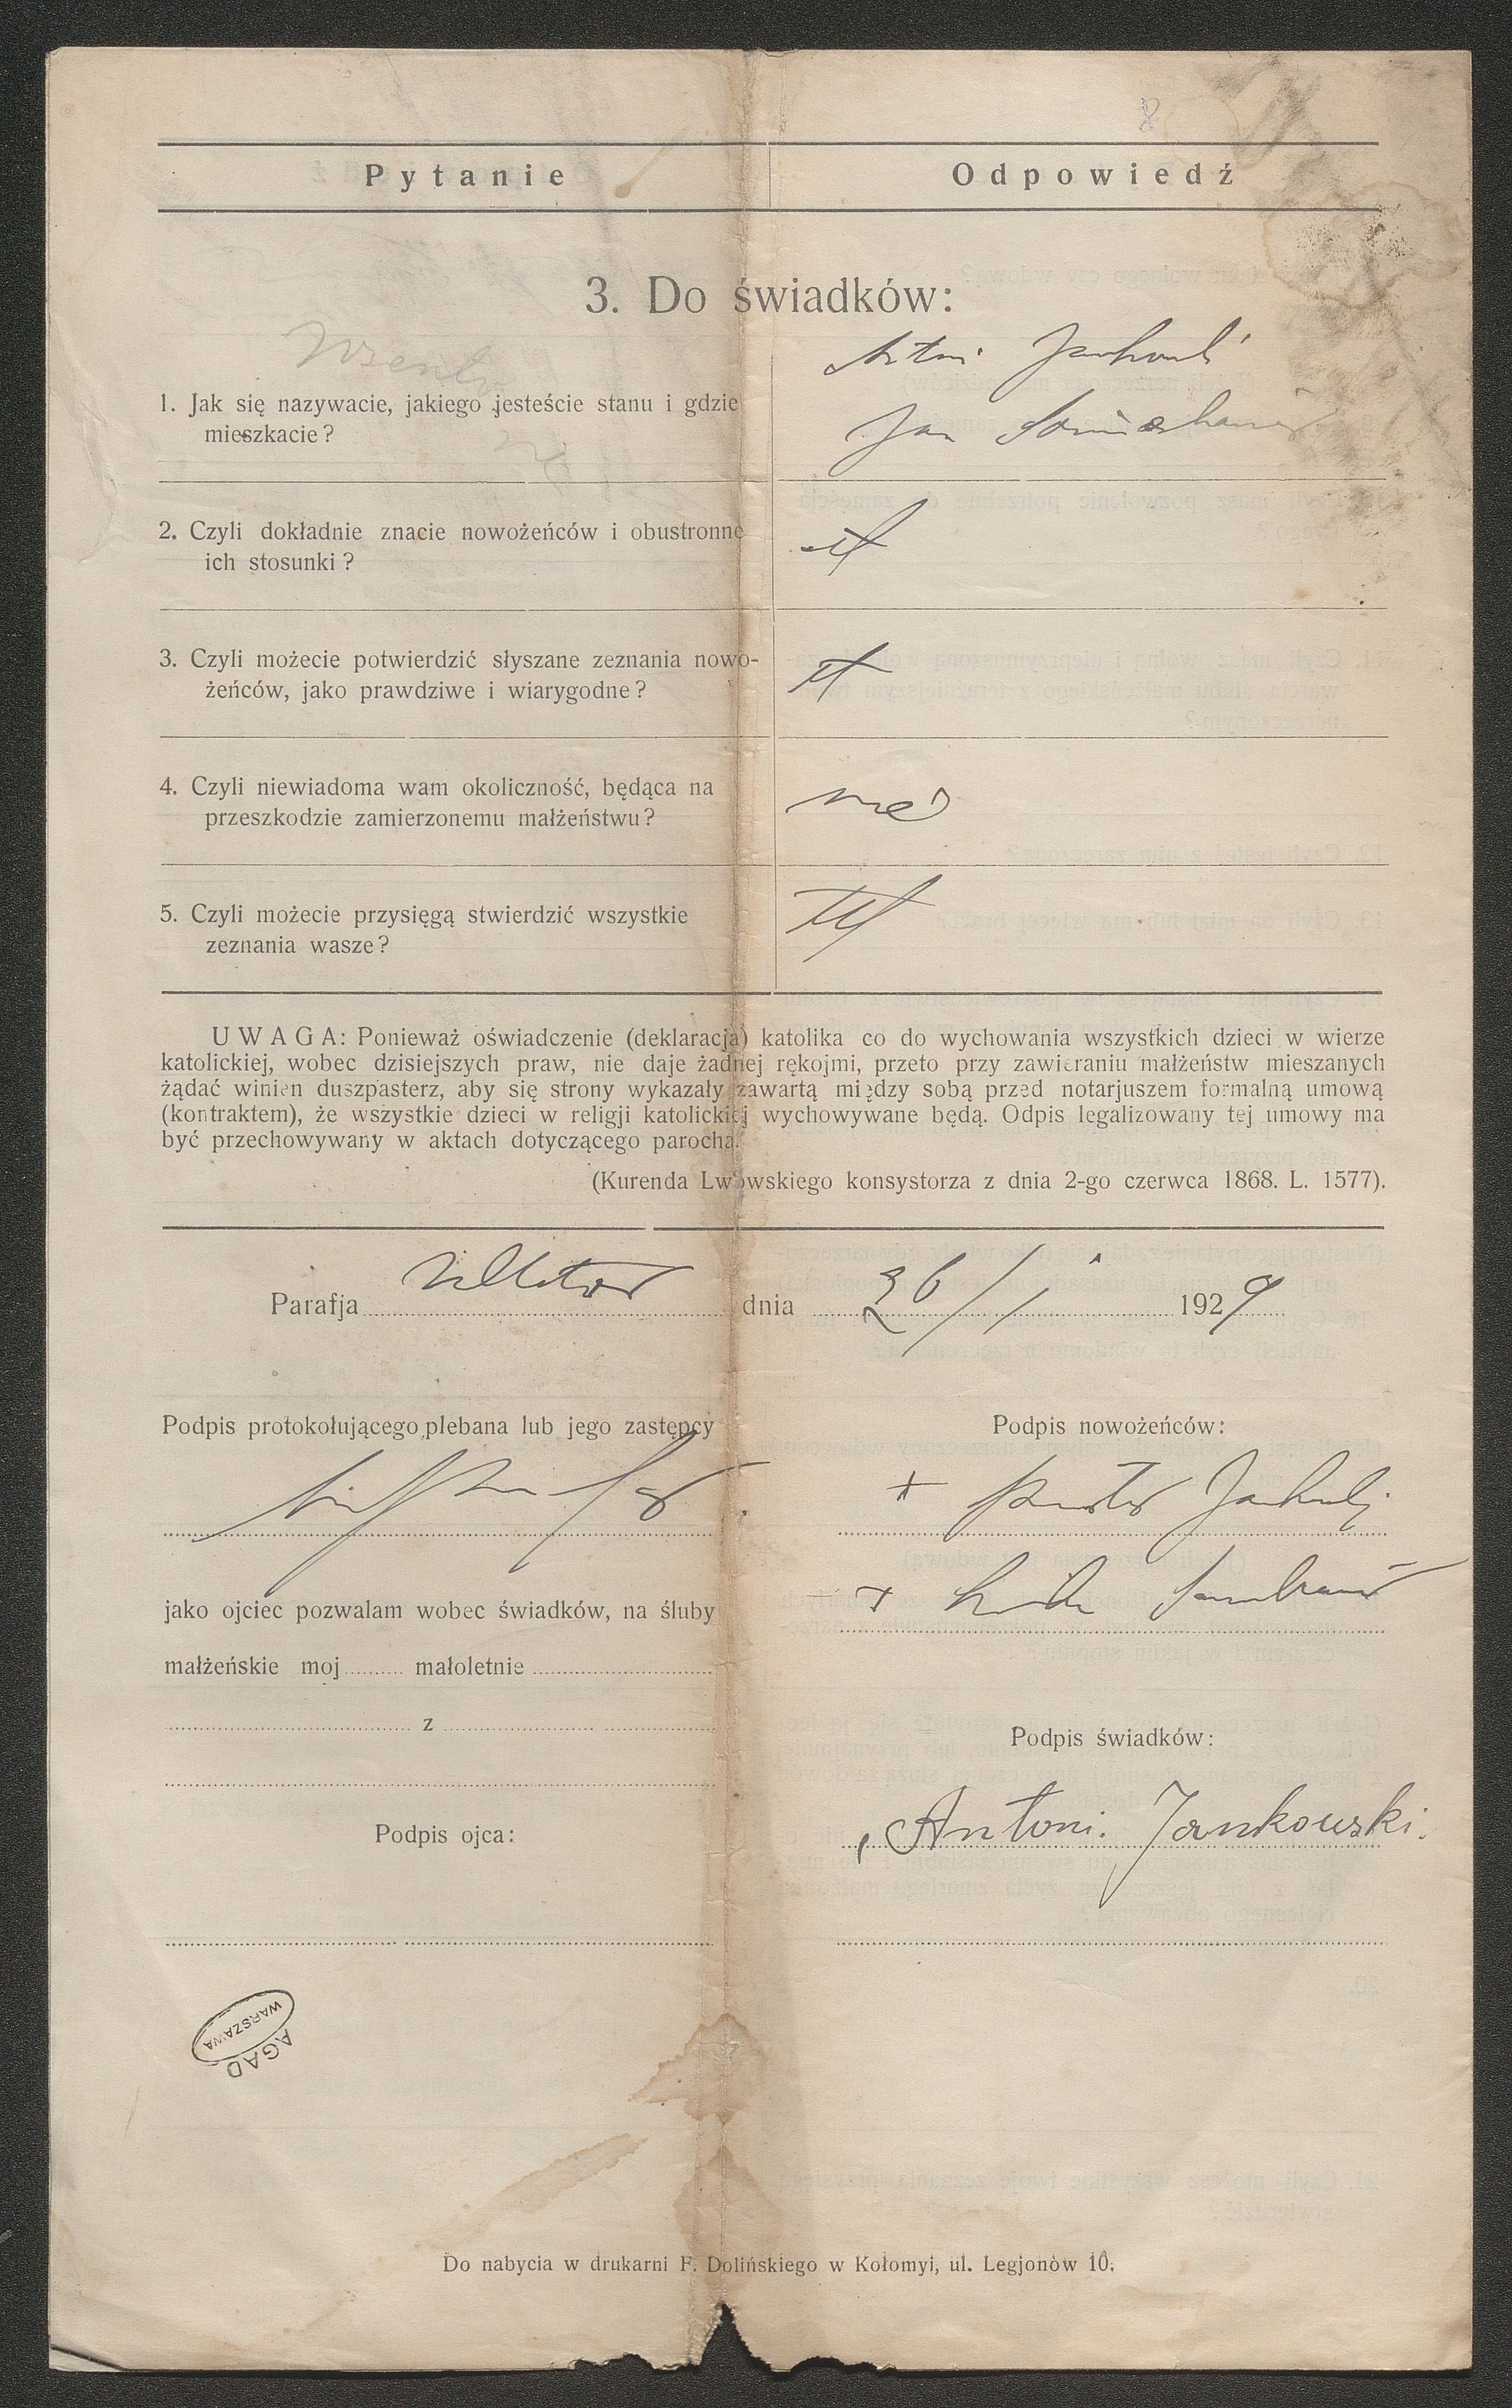 8
Pytanie
Odpowiedź
3. Do świadków:
1. Jak się nazywacie, jakiego jesteście stanu i gdzie
mieszkacie?
Jan
2. Czyli dokładnie znacie nowożeńców i obustronne
ich stosunki?
3. Czyli możecie potwierdzić słyszane zeznania nowo-
żeńców, jako prawdziwe i wiarygodne?
4. Czyli niewiadoma wam okoliczność, będąca na
przeszkodzie zamierzonemu małżeństwu?
nie
5. Czyli możecie przysięgą stwierdzić wszystkie
zeznania wasze?
UWAGA: Ponieważ oświadczenie (deklaracja) katolika co do wychowania wszystkich dzieci w wierze
katolickiej, wobec dzisiejszych praw, nie daje żadnej rękojmi, przeto przy zawieraniu małżeństw mieszanych
żądać winien duszpasterz, aby się strony wykazały zawartą między sobą przed notarjuszem formalną umową
(kontraktem), że wszystkie dzieci w religji katolickiej wychowywane będą. Odpis legalizowany tej umowy ma
być przechowywany w aktach dotyczącego parocha.
(Kurenda Lwowskiego konsystorza z dnia 2-go czerwca 1868. L. 1577).
Parafja dnia 26/I 1929
Podpis protokołującego plebana lub jego zastępcy
Podpis nowożeńców:
+
+
jako ojciec pozwalam wobec świadków, na śluby
małżeńskie moj małoletnie
z
Podpis świadków:
Antoni Jankowski
Podpis ojca:
WARSZAWA
AGAD
Do nabycia w drukarni F. Dolińskiego w Kołomyi, ul. Legjonów 10.